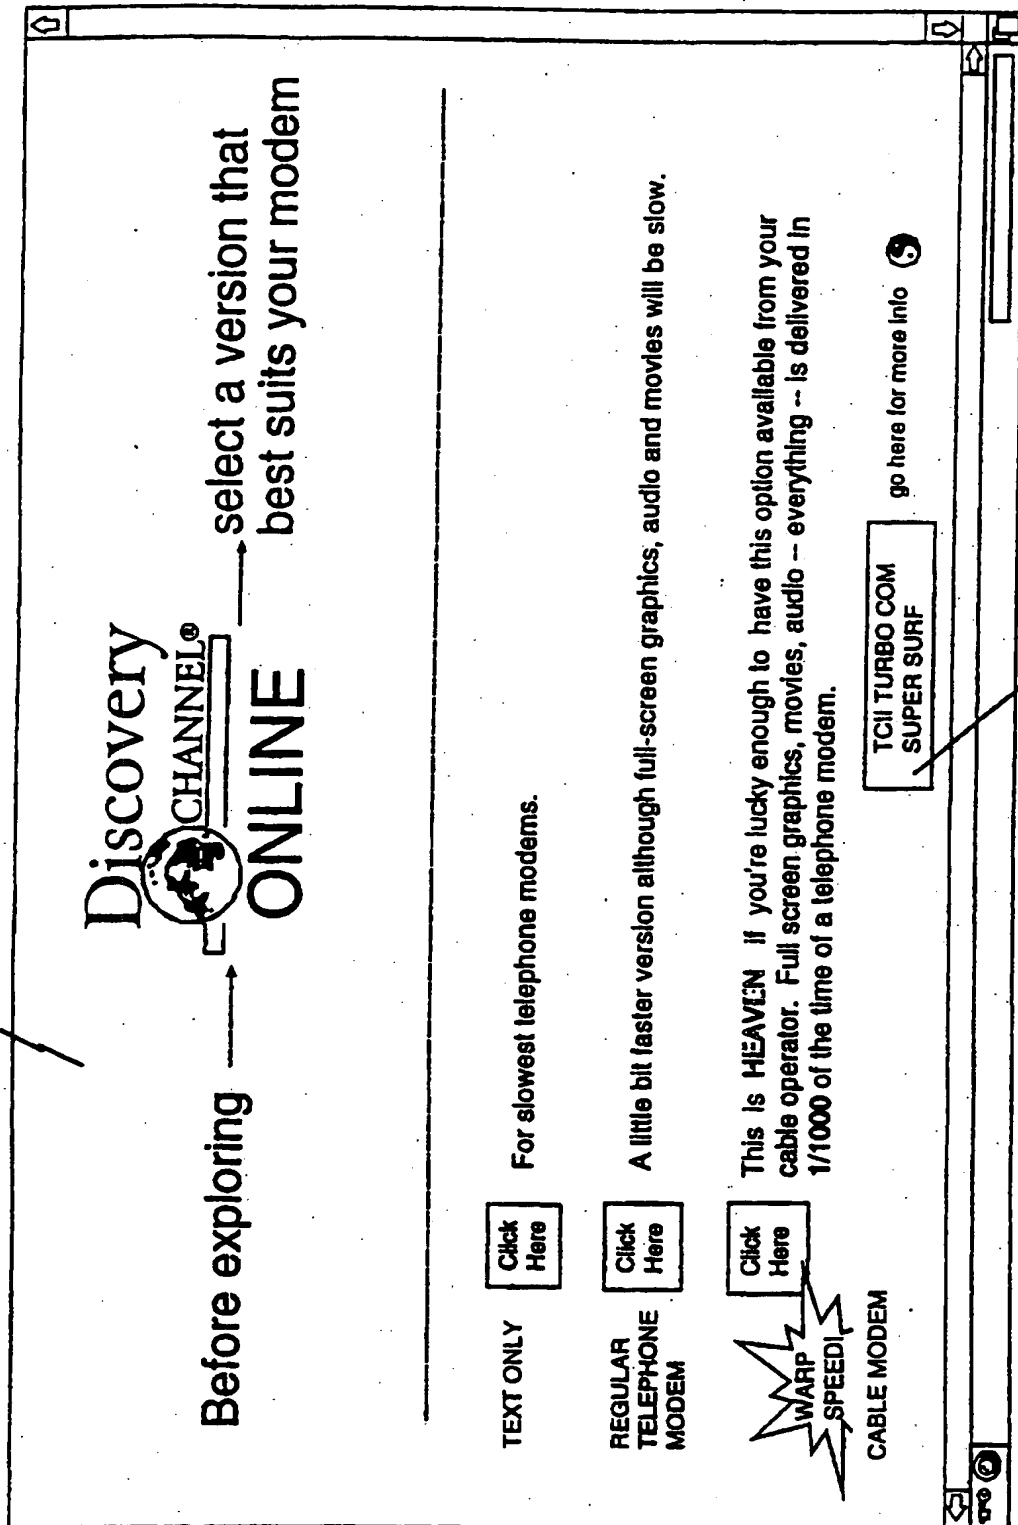 Before exploring
Discovery
CHANNEL®
ONLINE
select a version that
best suits your modem
TEXT ONLY
Click
Here
For slowest telephone modems.
REGULAR
TELEPHONE
MODEM
Click
Here
A little bit faster version although full-screen graphics, audio and movies will be slow.
WARP
SPEED!
CABLE MODEM
Click
Here
This is HEAVEN if you're lucky enough to have this option available from your
cable operator. Full screen graphics, movies, audio -- everything -- is delivered in
1/1000 of the time of a telephone modem.
TCI! TURBO COM
SUPER SURF
go here for more info